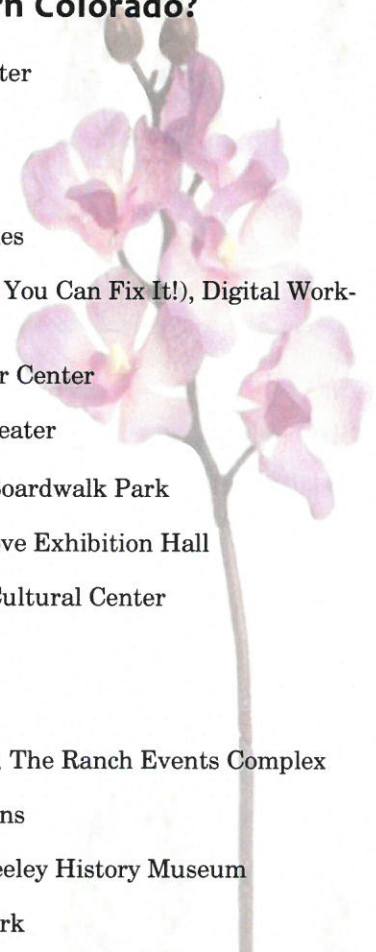 rn Colorado?
ter
es
You Can Fix It!), Digital Work-
r Center
eater
oardwalk Park
ve Exhibition Hall
Cultural Center
, The Ranch Events Complex
ns
eeley History Museum
rk